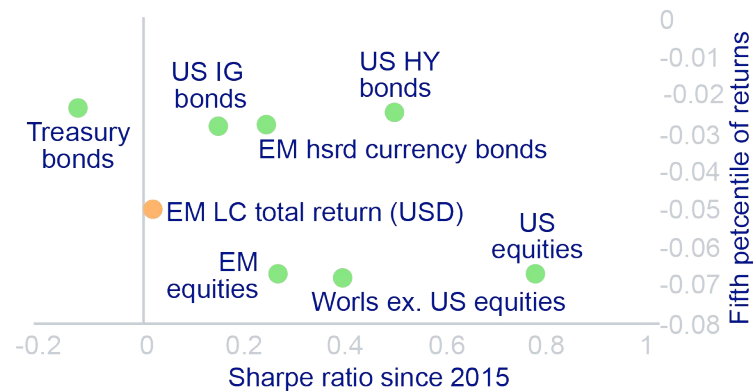 0
-0.01
-0.02
-0.03
-0.04
-0.05
-0.06
-0.07
-0.08
Fifth petcentile of returns
US IG
bonds
US HY
bonds
Treasury
bonds
EM hsrd currency bonds
EM LC total return (USD)
US
equities
EM
equities
Worls ex. US equities
-0.2
0
0.2
0.4
0.6
0.8
1
Sharpe ratio since 2015